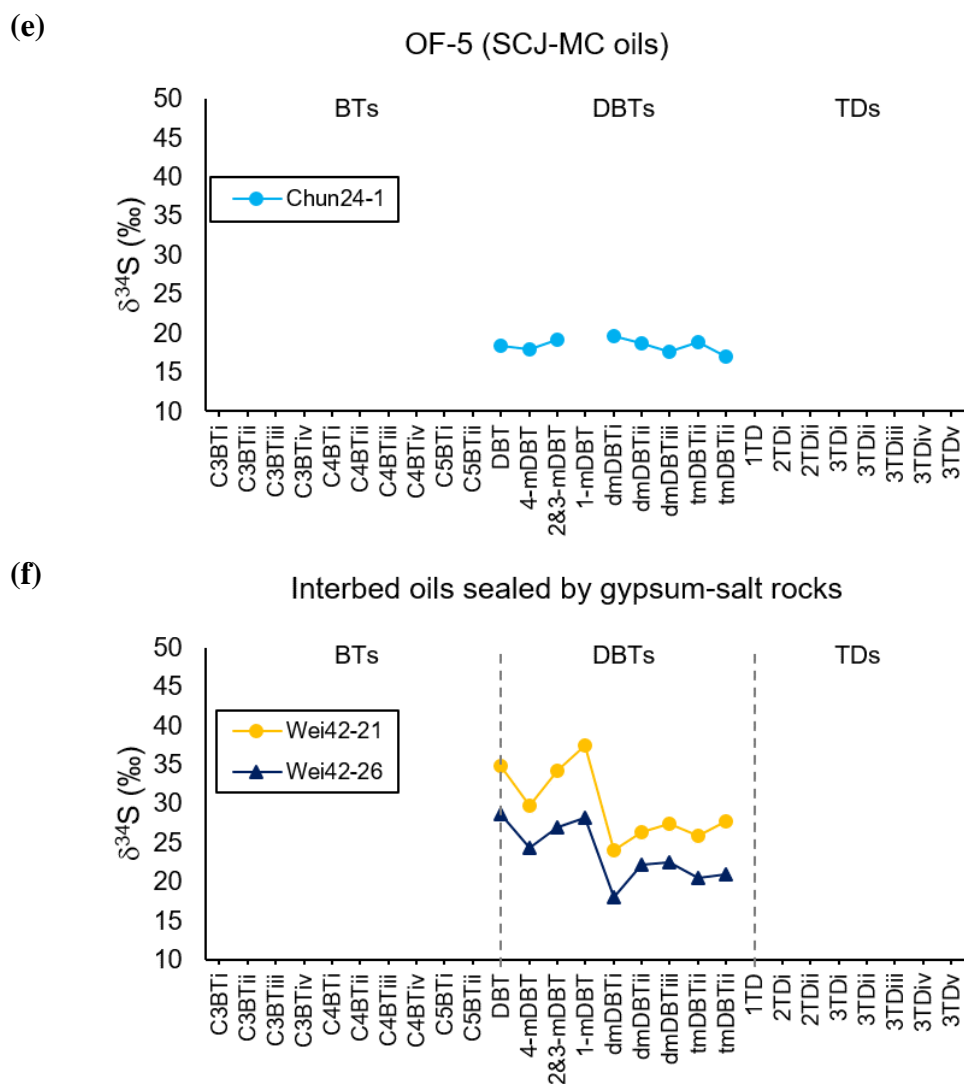 (e)
OF-5 (SCJ-MC oils)
BTs DBTs TDs
50
45
40
35
30
25
20
15
10
δ34S (‰)
Chun24-1
C3BTi
C3BTii
C3BTiii
C3BTiv
C4BTi
C4BTii
C4BTiii
C4BTiv
C5BTi
C5BTii
DBT
4-mDBT
2&3-mDBT
1-mDBT
dmDBTi
dmDBTii
dmDBTiii
tmDBTii
tmDBTii
1TD
2TDi
2TDii
3TDi
3TDii
3TDiii
3TDiv
3TDv
(f)
Interbed oils sealed by gypsum-salt rocks
BTs DBTs TDs
50
45
40
35
30
25
20
15
10
δ34S (‰)
Wei42-21
Wei42-26
C3BTi
C3BTii
C3BTiii
C3BTiv
C4BTi
C4BTii
C4BTiii
C4BTiv
C5BTi
C5BTii
DBT
4-mDBT
2&3-mDBT
1-mDBT
dmDBTi
dmDBTii
dmDBTiii
tmDBTii
tmDBTii
1TD
2TDi
2TDii
3TDi
3TDii
3TDiii
3TDiv
3TDv